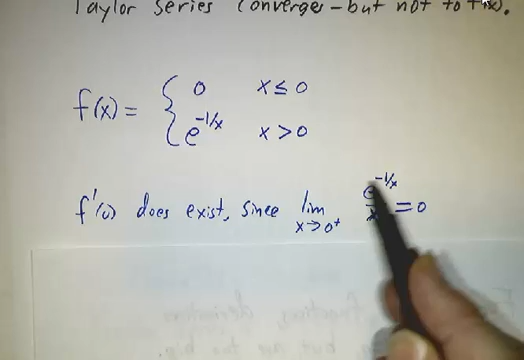 Taylor Series Converges - but not to f(x).
f(x) = { 0 x ≤ 0
e^{-1/x} x > 0
f'(0) does exist, since lim_{x→0^+} e^{-1/x}/x = 0